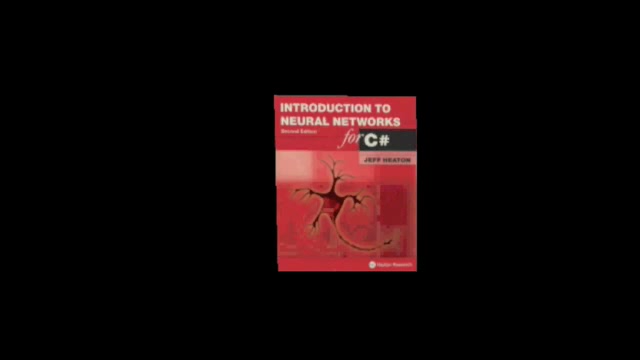 INTRODUCTION TO
NEURAL NETWORKS
Second Edition
for C#
JEFF HEATON
Heaton Research